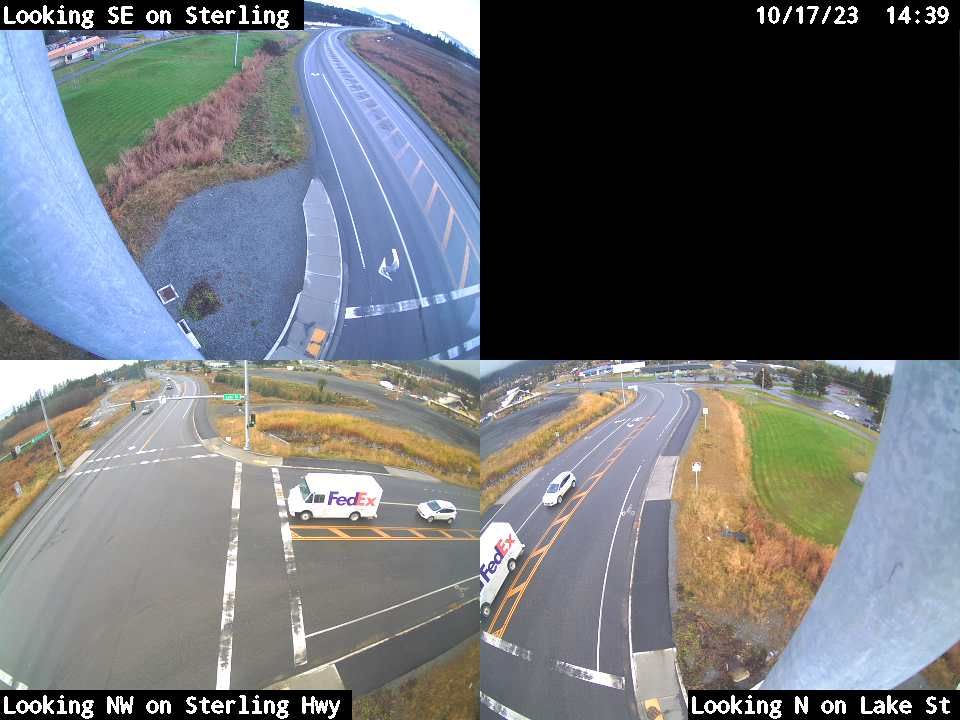 Looking SE on Sterling
10/17/23 14:39
FedEx
FedEx
Looking NW on Sterling Hwy
Looking N on Lake St